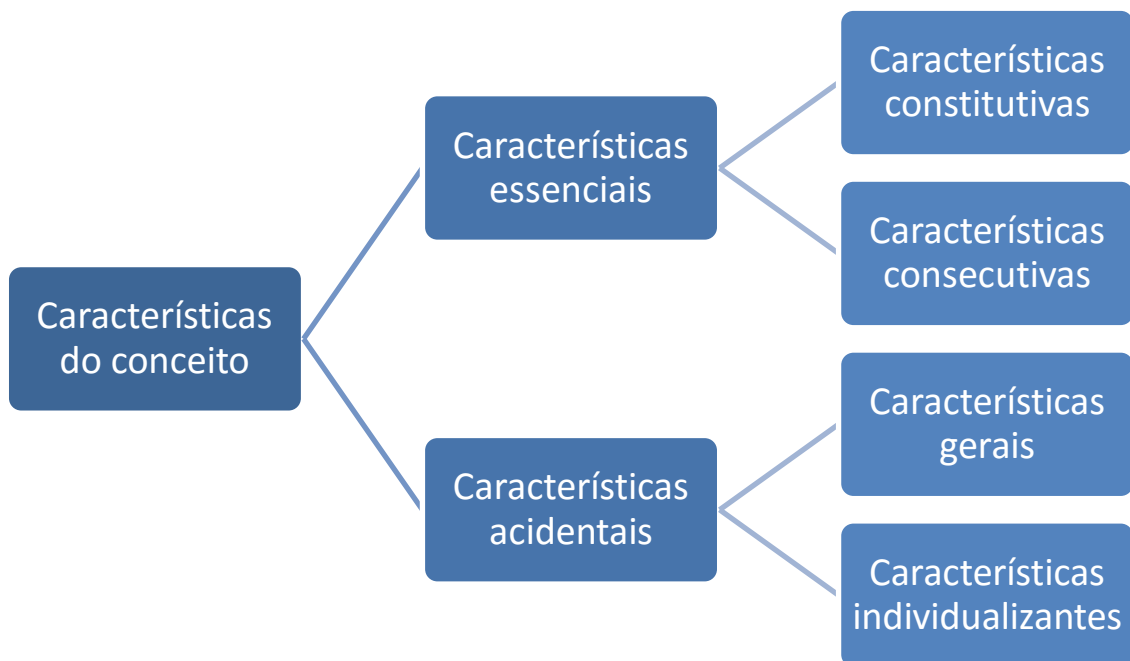 Características
do conceito
Características
essenciais
Características
constitutivas
Características
consecutivas
Características
acidentais
Características
gerais
Características
individualizantes